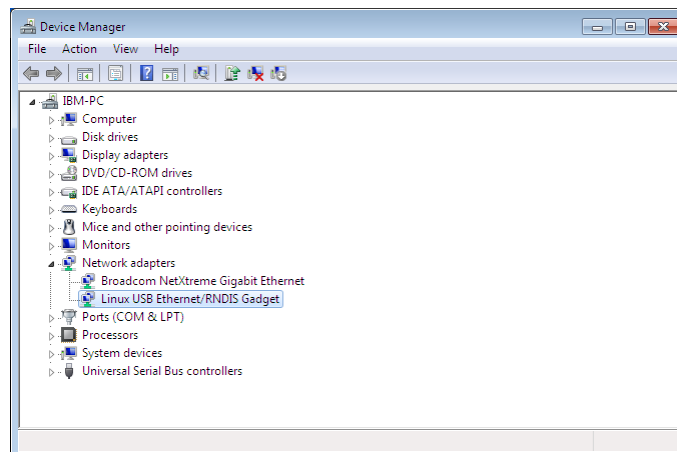 Device Manager
File Action View Help
IBM-PC
Computer
Disk drives
Display adapters
DVD/CD-ROM drives
IDE ATA/ATAPI controllers
Keyboards
Mice and other pointing devices
Monitors
Network adapters
Broadcom NetXtreme Gigabit Ethernet
Linux USB Ethernet/RNDIS Gadget
Ports (COM & LPT)
Processors
System devices
Universal Serial Bus controllers